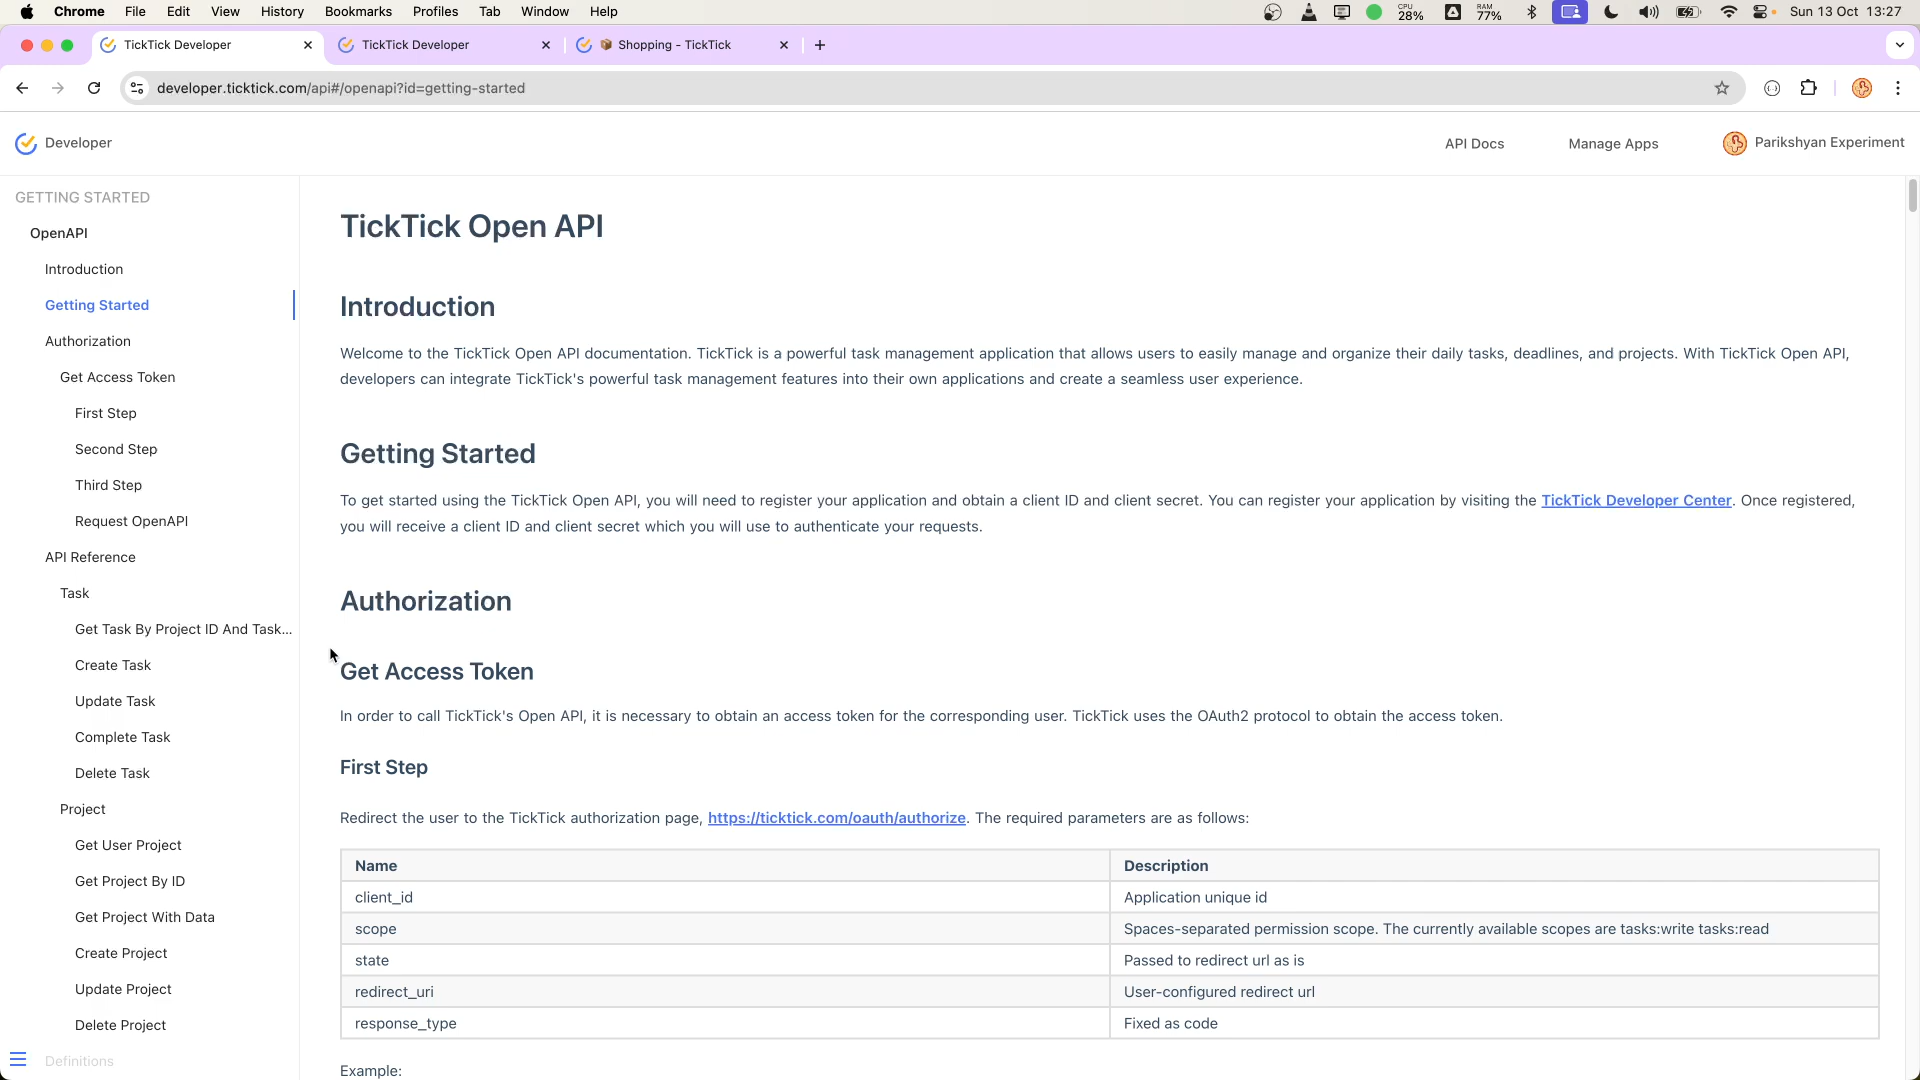 Chrome File Edit View History Bookmarks Profiles Tab Window Help CPU 28% RAM 77% Sun 13 Oct 13:27
TickTick Developer TickTick Developer 📦 Shopping - TickTick
developer.ticktick.com/api#/openapi?id=getting-started
Developer API Docs Manage Apps Parikshyan Experiment
GETTING STARTED
OpenAPI
Introduction
Getting Started
Authorization
Get Access Token
First Step
Second Step
Third Step
Request OpenAPI
API Reference
Task
Get Task By Project ID And Task...
Create Task
Update Task
Complete Task
Delete Task
Project
Get User Project
Get Project By ID
Get Project With Data
Create Project
Update Project
Delete Project
Definitions
TickTick Open API
Introduction
Welcome to the TickTick Open API documentation. TickTick is a powerful task management application that allows users to easily manage and organize their daily tasks, deadlines, and projects. With TickTick Open API,
developers can integrate TickTick's powerful task management features into their own applications and create a seamless user experience.
Getting Started
To get started using the TickTick Open API, you will need to register your application and obtain a client ID and client secret. You can register your application by visiting the TickTick Developer Center. Once registered,
you will receive a client ID and client secret which you will use to authenticate your requests.
Authorization
Get Access Token
In order to call TickTick's Open API, it is necessary to obtain an access token for the corresponding user. TickTick uses the OAuth2 protocol to obtain the access token.
First Step
Redirect the user to the TickTick authorization page, https://ticktick.com/oauth/authorize. The required parameters are as follows:
Name Description
client_id Application unique id
scope Spaces-separated permission scope. The currently available scopes are tasks:write tasks:read
state Passed to redirect url as is
redirect_uri User-configured redirect url
response_type Fixed as code
Example: